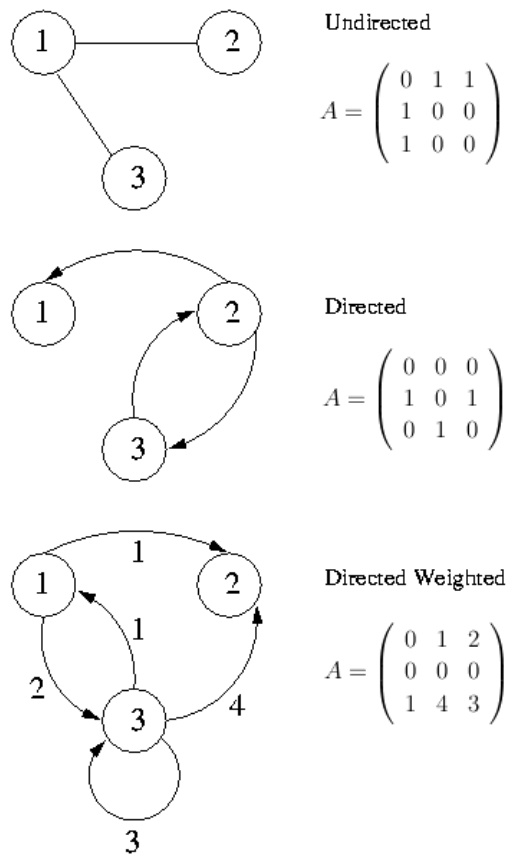 1 2 Undirected
3
A = ( 0 1 1
1 0 0
1 0 0 )
1 2 Directed
3
A = ( 0 0 0
1 0 1
0 1 0 )
1
1 2 Directed Weighted
1
2 3 4
A = ( 0 1 2
0 0 0
1 4 3 )
3